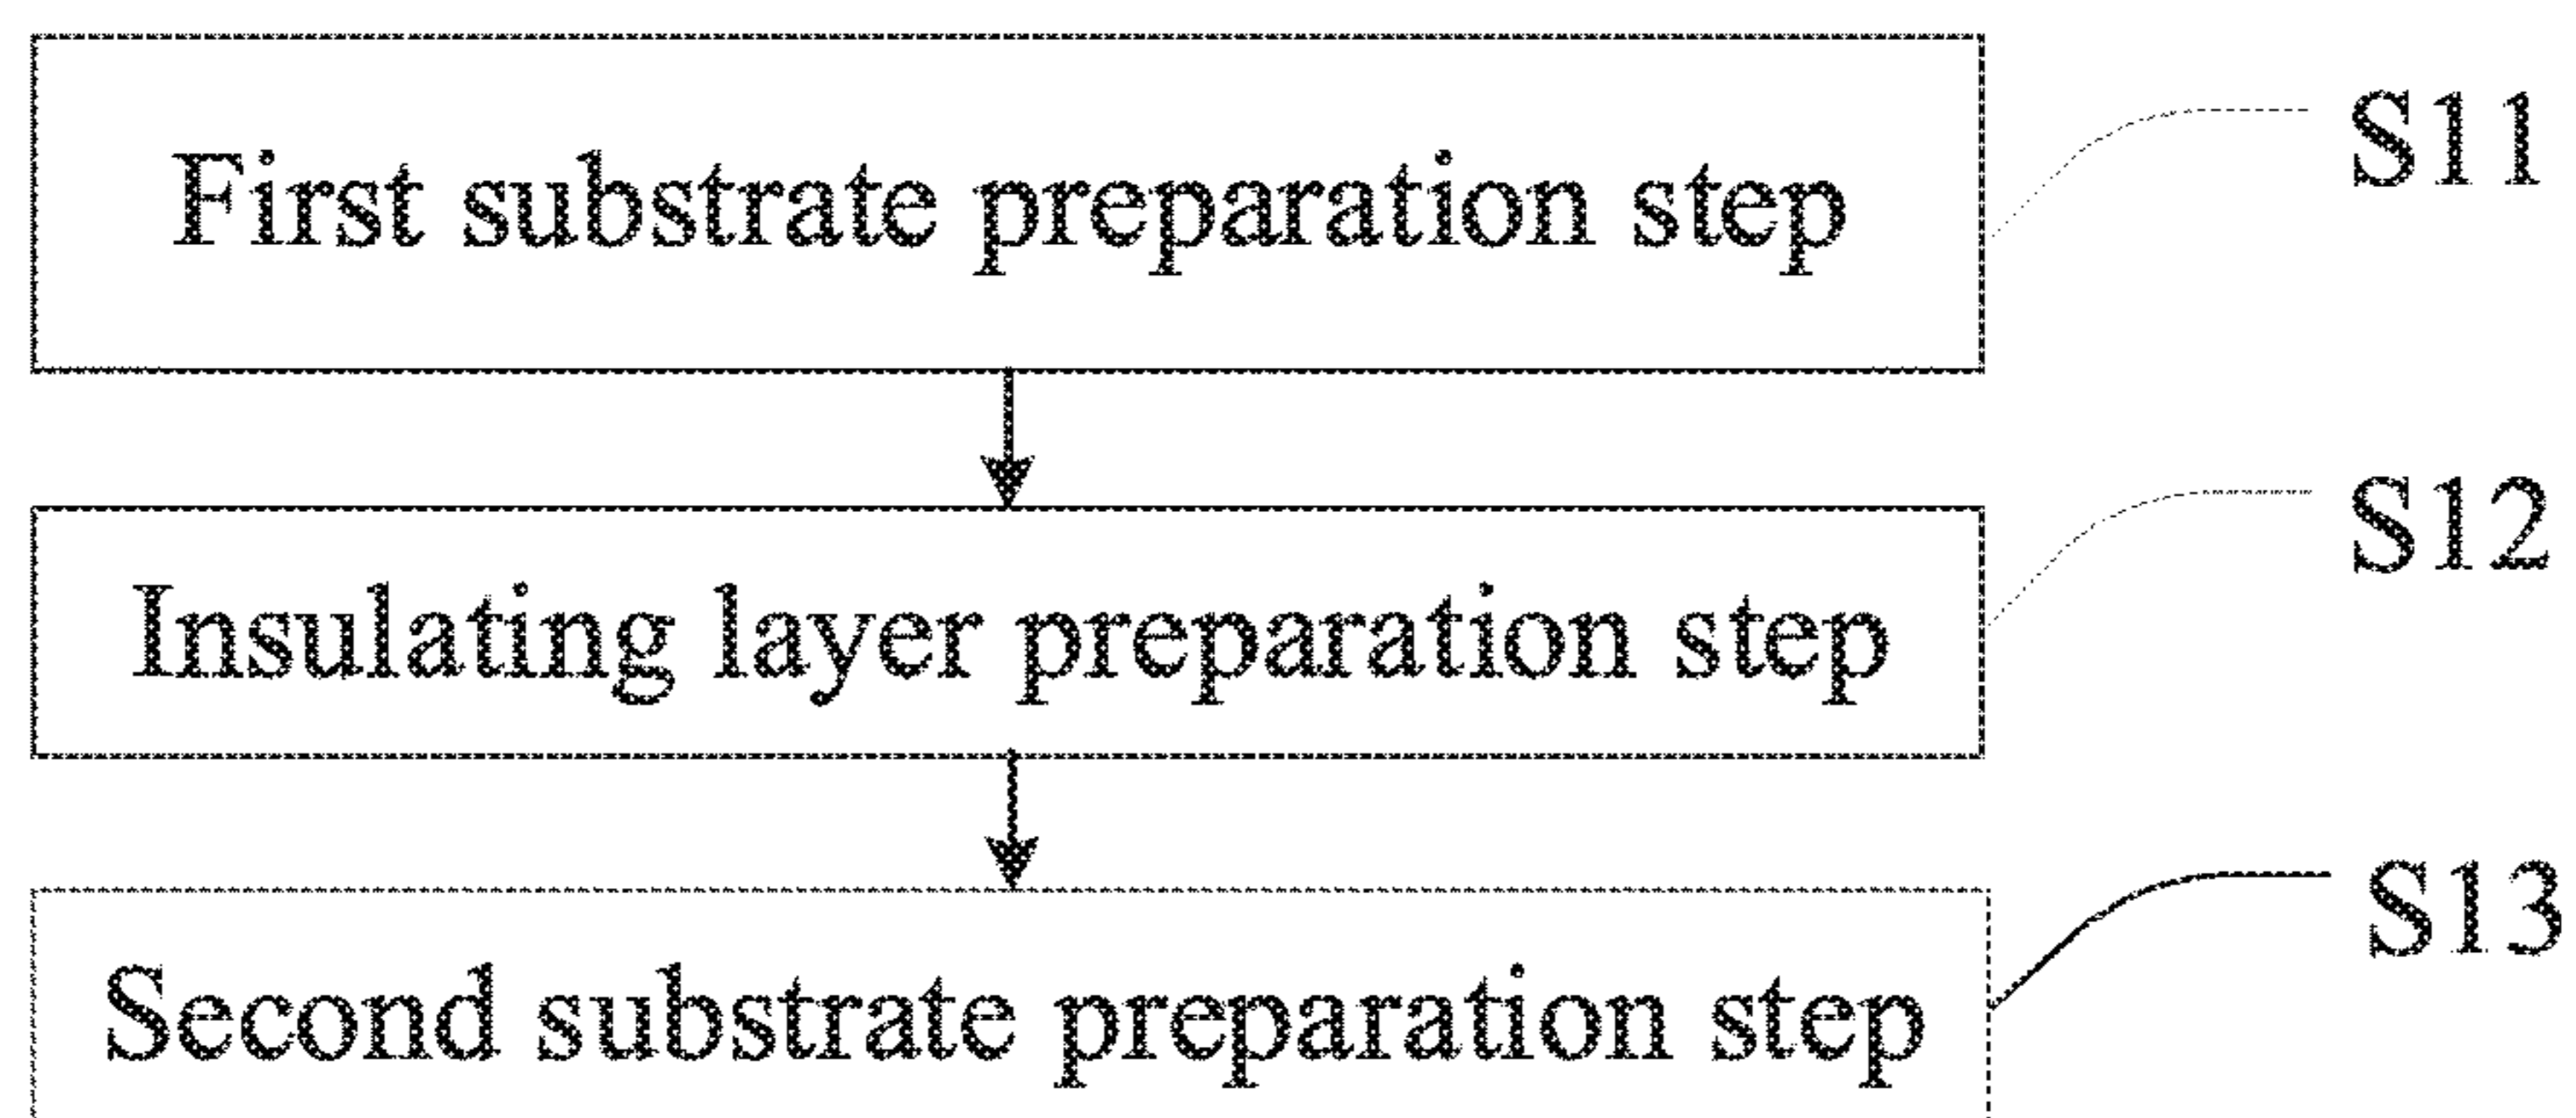 First substrate preparation step
S11
Insulating layer preparation step
S12
Second substrate preparation step
S13